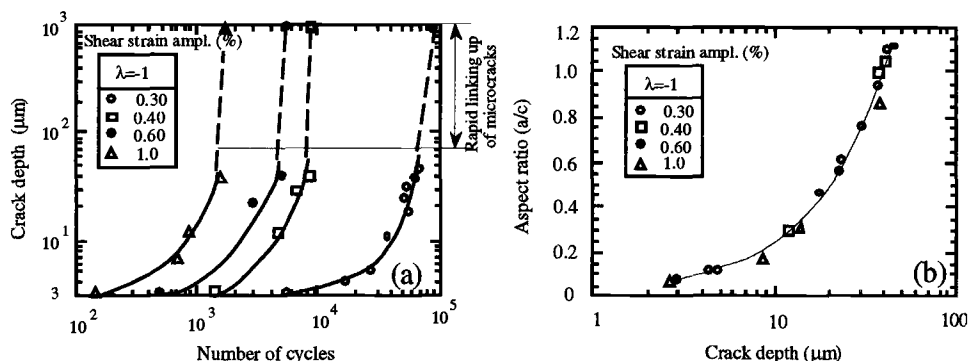 10³
Shear strain ampl. (%)
λ=-1
0.30
0.40
0.60
1.0
10²
10¹
3
Crack depth (μm)
(a)
10² 10³ 10⁴ 10⁵
Number of cycles
Rapid linking up
of microcracks
1.2
1.0
0.8
0.6
0.4
0.2
0
Aspect ratio (a/c)
Shear strain ampl. (%)
λ=-1
0.30
0.40
0.60
1.0
(b)
1 10 100
Crack depth (μm)